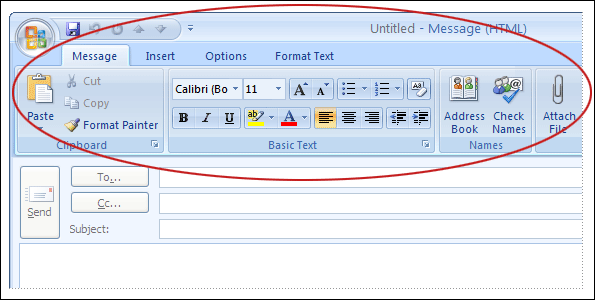 Untitled - Message (HTML)
Message Insert Options Format Text
Paste
Cut
Copy
Format Painter
Clipboard
Calibri (Bo 11 A A
B I U ab A
Basic Text
Address Book
Check Names
Names
Attach File
Send
To...
Cc...
Subject: